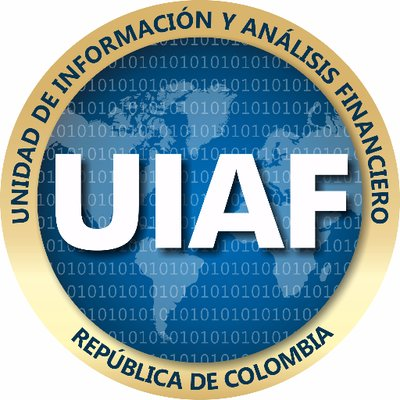 UNIDAD DE INFORMACIÓN Y ANÁLISIS FINANCIERO
UIAF
REPÚBLICA DE COLOMBIA